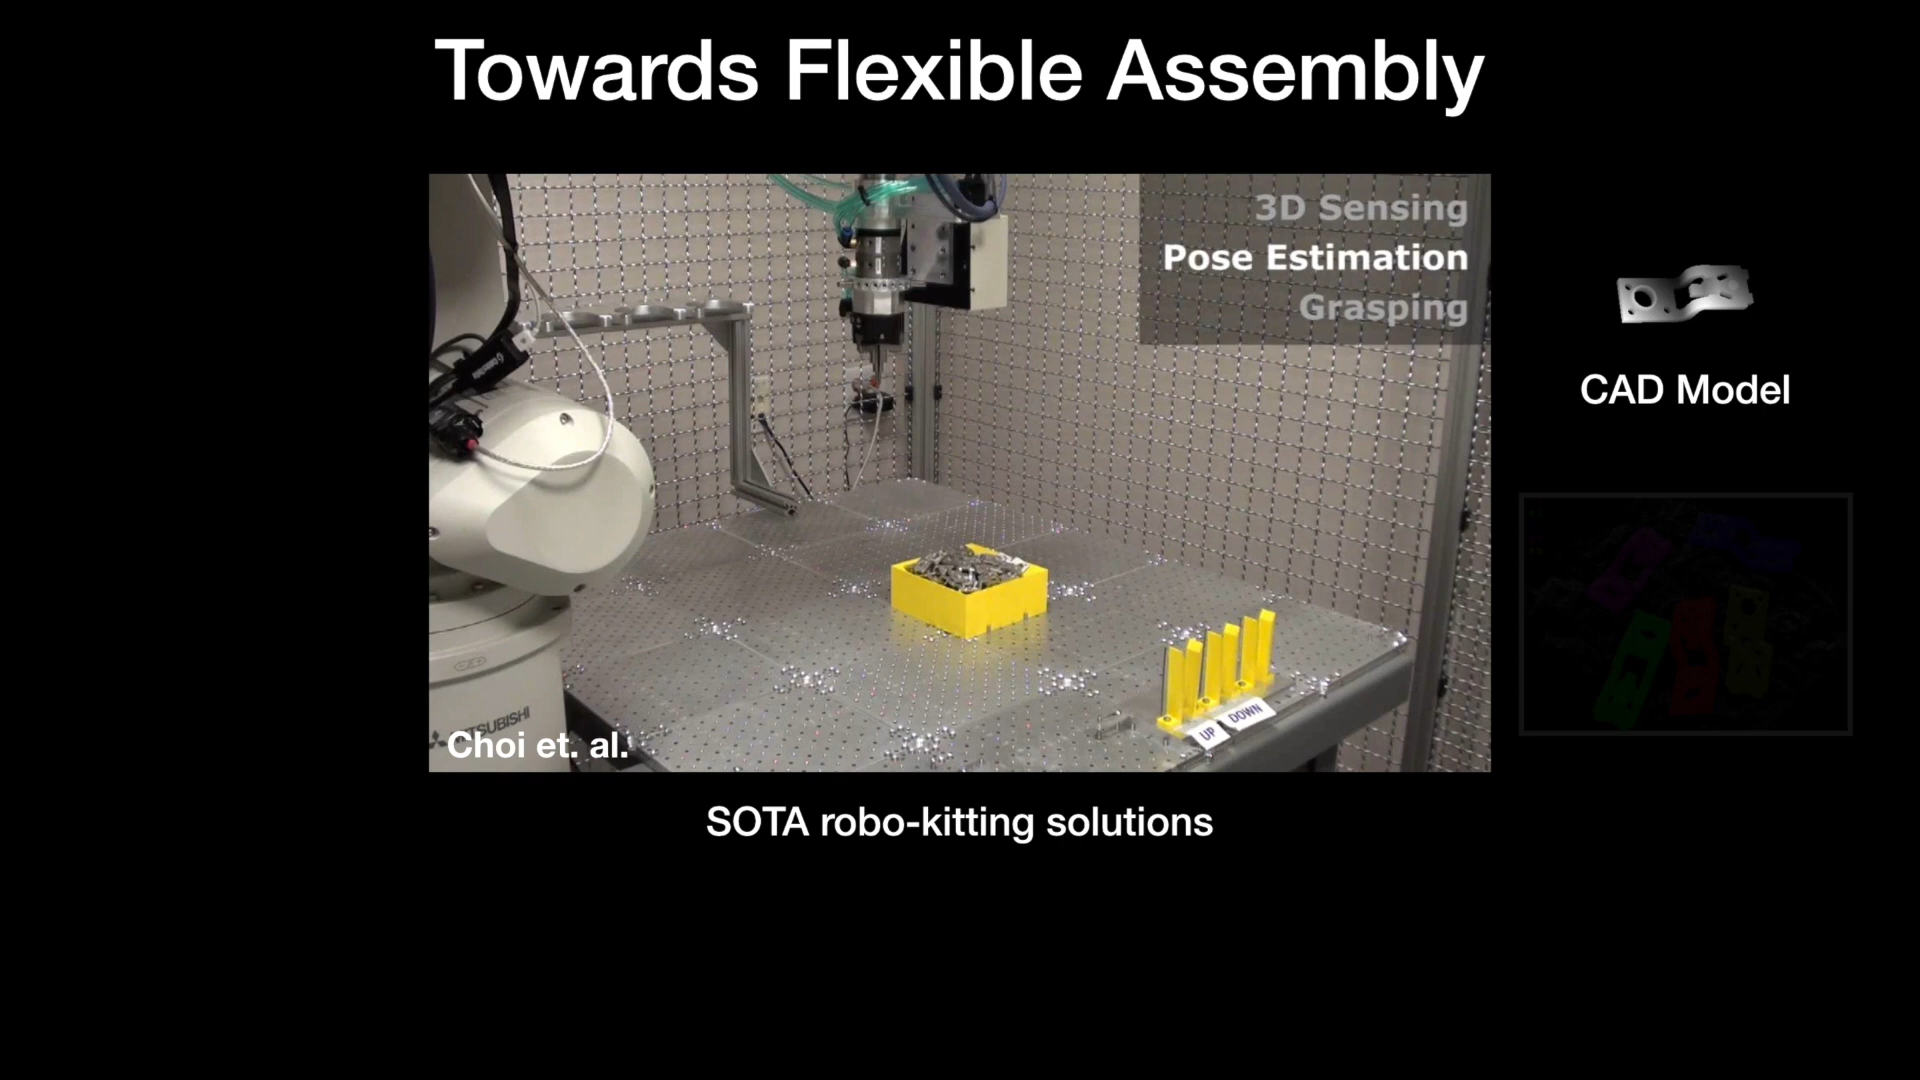 Towards Flexible Assembly
3D Sensing
Pose Estimation
Grasping
CAD Model
UP
DOWN
Choi et. al.
SOTA robo-kitting solutions